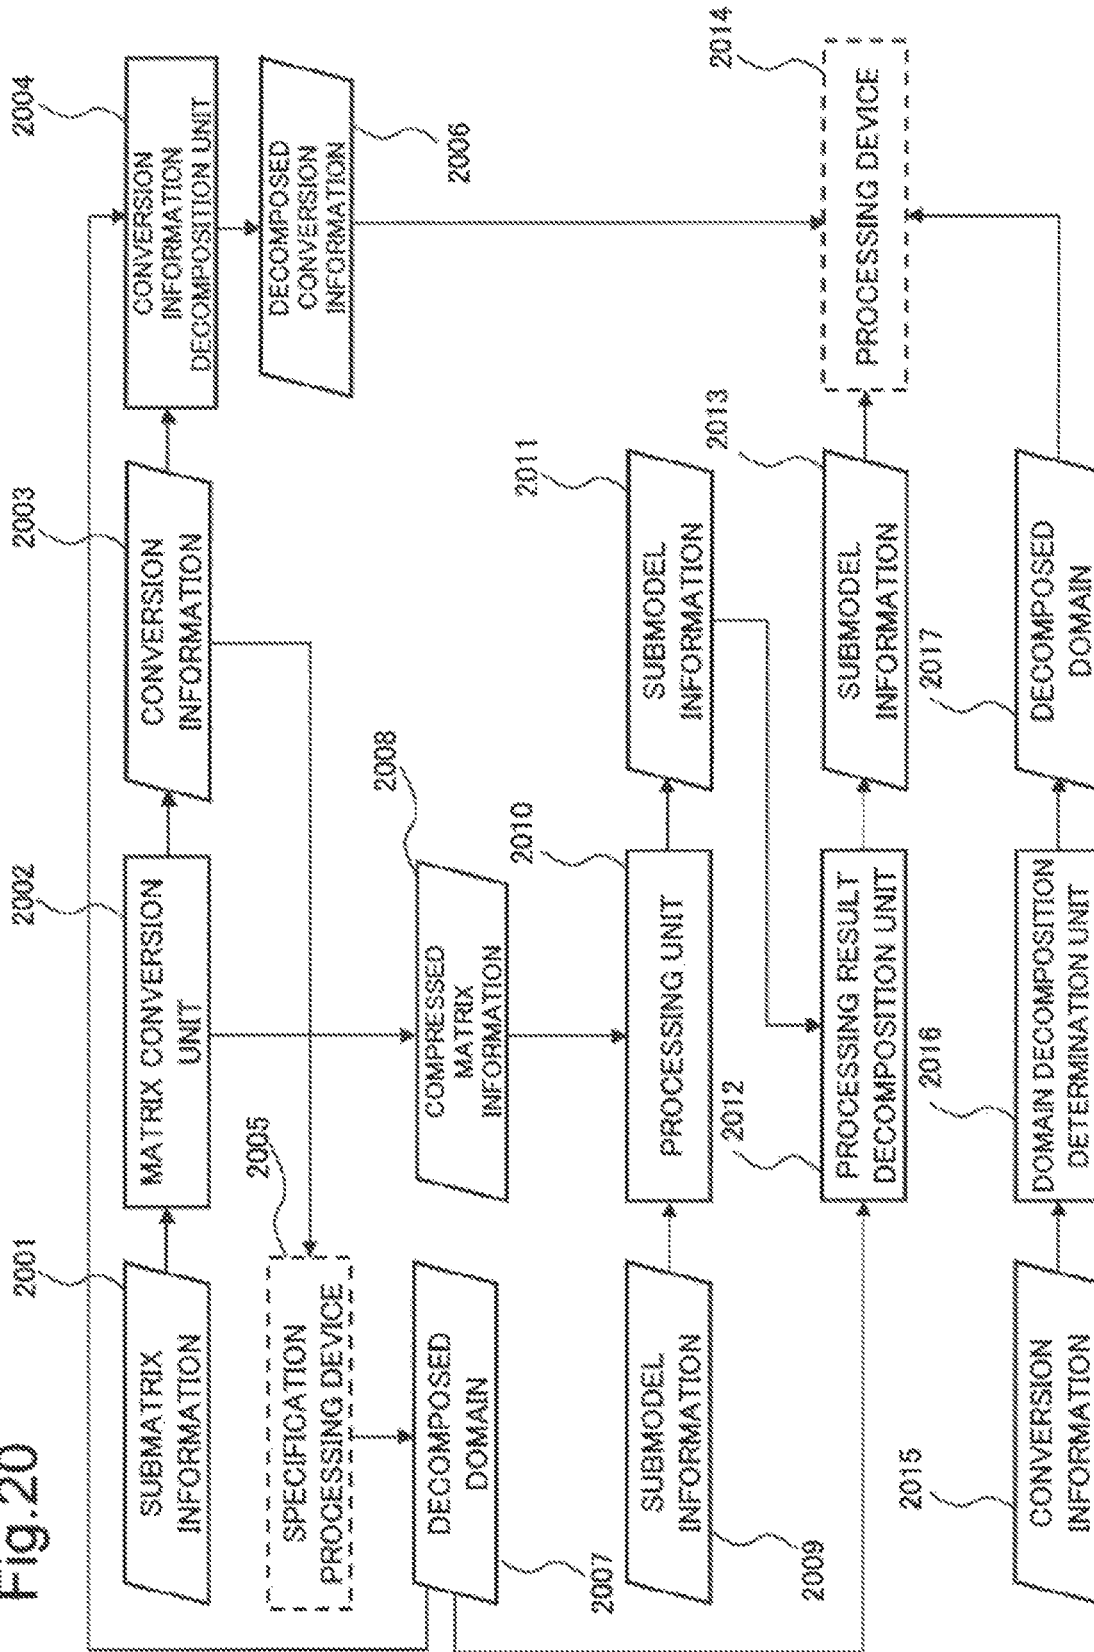 Fig.20
2001
SUBMATRIX
INFORMATION
2002
MATRIX CONVERSION
UNIT
2003
CONVERSION
INFORMATION
2004
CONVERSION
INFORMATION
DECOMPOSITION UNIT
2005
SPECIFICATION
PROCESSING DEVICE
DECOMPOSED
CONVERSION
INFORMATION
2006
DECOMPOSED
DOMAIN
2007
2008
COMPRESSED
MATRIX
INFORMATION
SUBMODEL
INFORMATION
2009
2010
PROCESSING UNIT
2011
SUBMODEL
INFORMATION
2012
PROCESSING RESULT
DECOMPOSITION UNIT
2013
SUBMODEL
INFORMATION
2014
PROCESSING DEVICE
2015
CONVERSION
INFORMATION
2016
DOMAIN DECOMPOSITION
DETERMINATION UNIT
2017
DECOMPOSED
DOMAIN